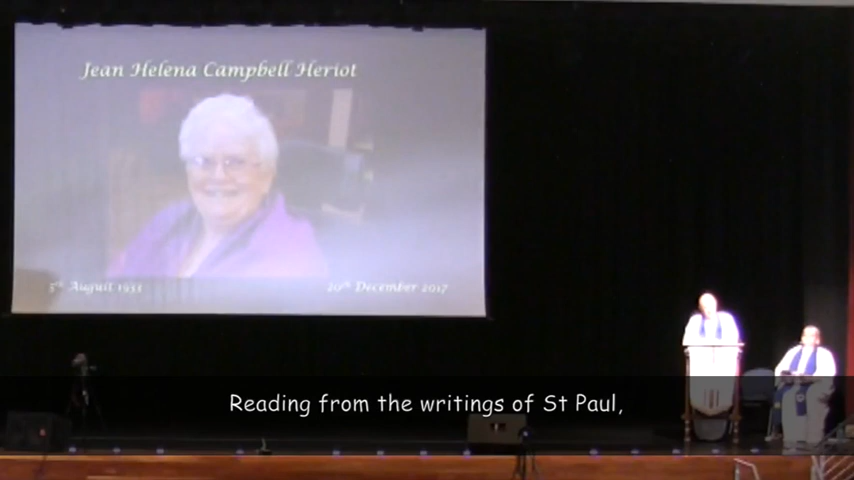 Jean Helena Campbell Heriot
5th August 1931
20th December 2017
Reading from the writings of St Paul,